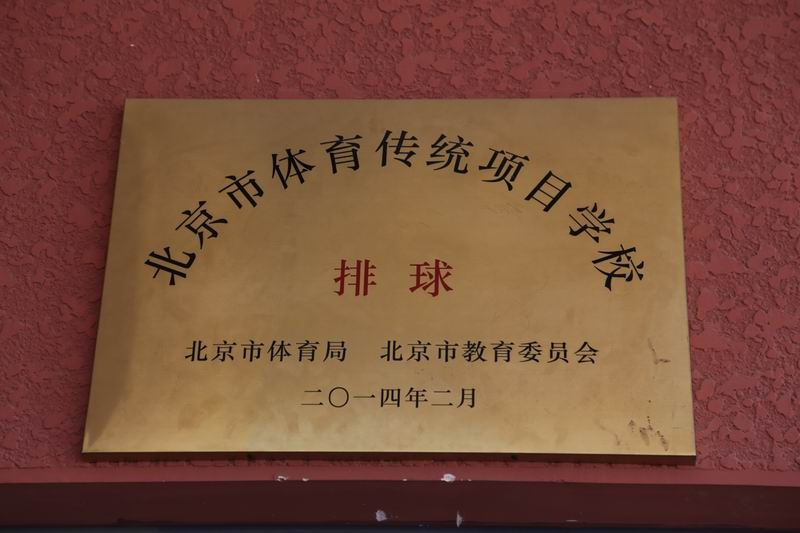 北京市体育传统项目学校
排球
北京市体育局 北京市教育委员会
二〇一四年二月